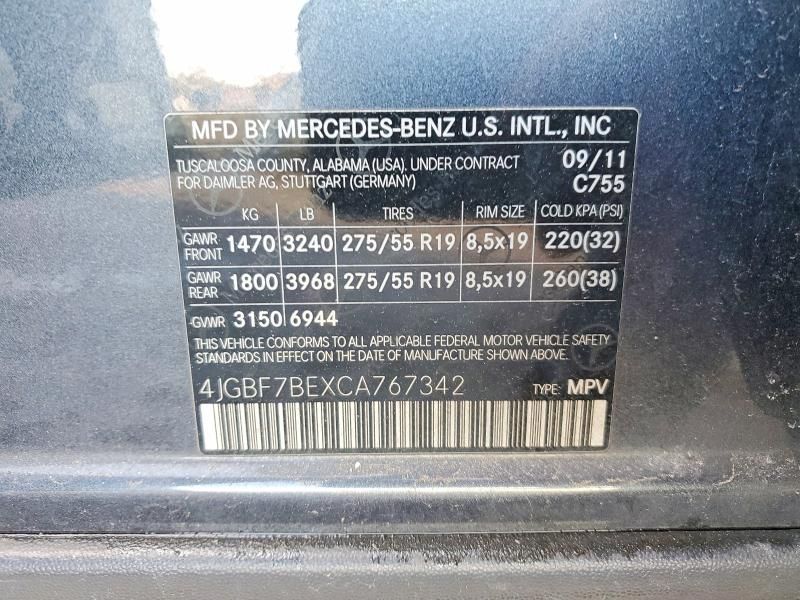 MFD BY MERCEDES-BENZ U.S. INTL., INC
TUSCALOOSA COUNTY, ALABAMA (USA). UNDER CONTRACT 09/11
FOR DAIMLER AG, STUTTGART (GERMANY) C755
KG LB TIRES RIM SIZE COLD KPA (PSI)
GAWR FRONT 1470 3240 275/55 R19 8,5x19 220(32)
GAWR REAR 1800 3968 275/55 R19 8,5x19 260(38)
GVWR 3150 6944
THIS VEHICLE CONFORMS TO ALL APPLICABLE FEDERAL MOTOR VEHICLE SAFETY
STANDARDS IN EFFECT ON THE DATE OF MANUFACTURE SHOWN ABOVE.
4JGBF7BEXCA767342 TYPE: MPV